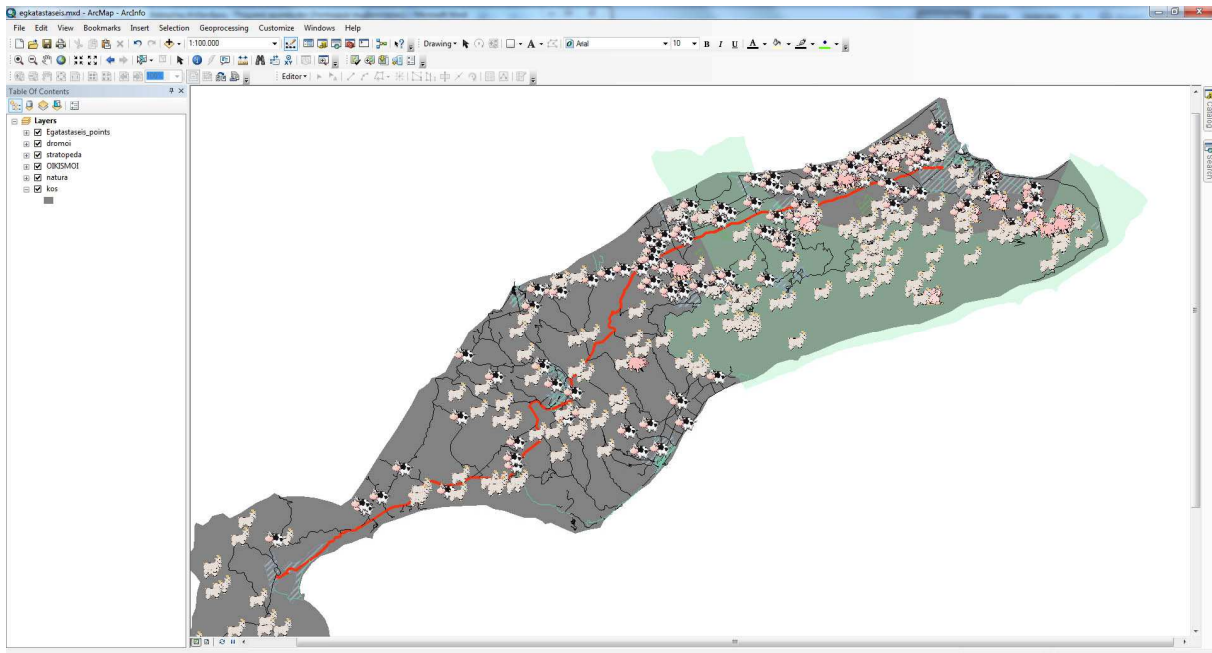 egkatastaseis.mxd - ArcMap - ArcInfo
File Edit View Bookmarks Insert Selection Geoprocessing Customize Windows Help
1:100.000 Drawing Arial 10 B I U A
Editor
Table Of Contents
Layers
Egatastaseis_points
dromoi
stratopeda
OIKISMOI
natura
kos
Catalog
Search